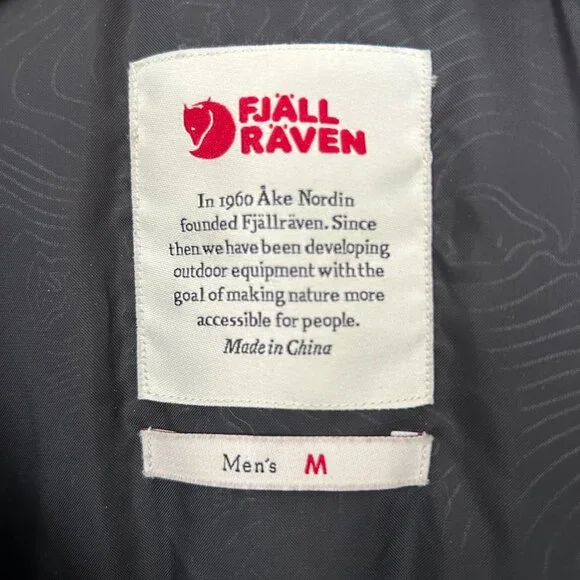 FJÄLL
RÄVEN
In 1960 Åke Nordin
founded Fjällräven. Since
then we have been developing
outdoor equipment with the
goal of making nature more
accessible for people.
Made in China
Men's M